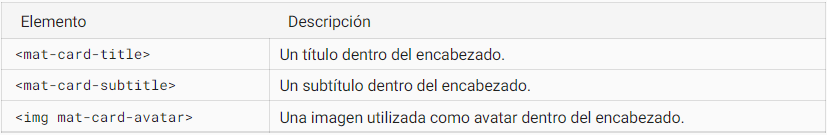 Elemento Descripción
<mat-card-title> Un título dentro del encabezado.
<mat-card-subtitle> Un subtítulo dentro del encabezado.
<img mat-card-avatar> Una imagen utilizada como avatar dentro del encabezado.